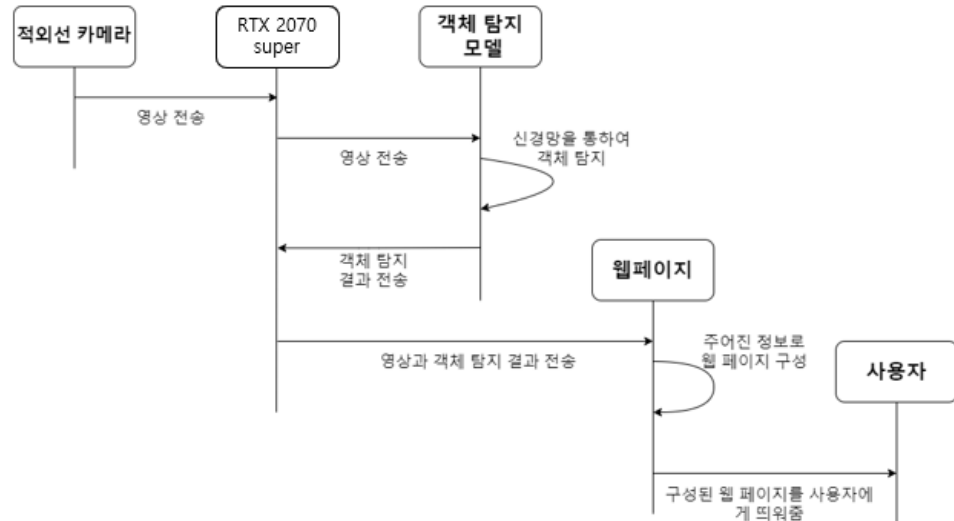 적외선 카메라
RTX 2070
super
객체 탐지
모델
영상 전송
영상 전송
신경망을 통하여
객체 탐지
객체 탐지
결과 전송
웹페이지
영상과 객체 탐지 결과 전송
주어진 정보로
웹 페이지 구성
사용자
구성된 웹 페이지를 사용자에
게 띄워줌